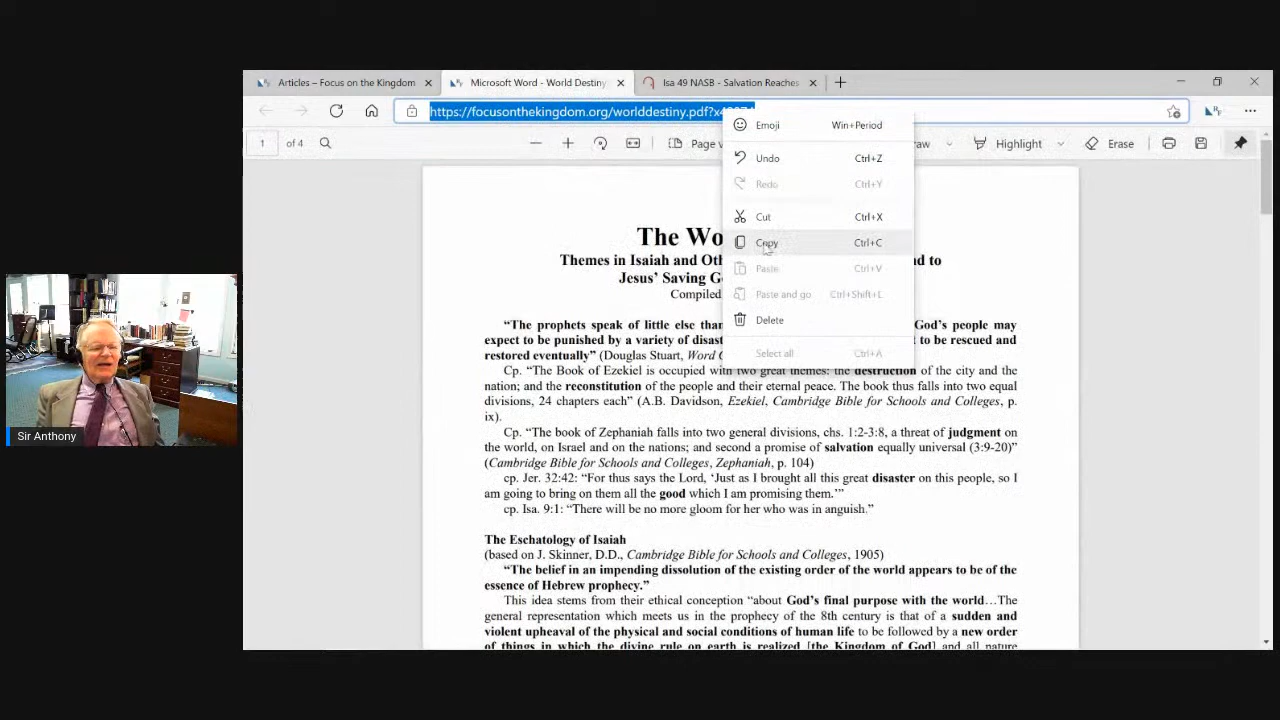 Articles – Focus on the Kingdom
Microsoft Word - World Destiny
Isa 49 NASB - Salvation Reaches
https://focusonthekingdom.org/worlddestiny.pdf?x
1 of 4
Page v
raw
Highlight
Erase
Emoji Win+Period
Undo Ctrl+Z
Redo Ctrl+Y
Cut Ctrl+X
Copy Ctrl+C
Paste Ctrl+V
Paste and go Ctrl+Shift+L
Delete
Select all Ctrl+A
The Wo
Themes in Isaiah and Oth d to
Jesus’ Saving G
Compiled
“The prophets speak of little else than God’s people may
expect to be punished by a variety of disast t to be rescued and
restored eventually” (Douglas Stuart, Word
Cp. “The Book of Ezekiel is occupied with two great themes: the destruction of the city and the
nation; and the reconstitution of the people and their eternal peace. The book thus falls into two equal
divisions, 24 chapters each” (A.B. Davidson, Ezekiel, Cambridge Bible for Schools and Colleges, p.
ix).
Cp. “The book of Zephaniah falls into two general divisions, chs. 1:2-3:8, a threat of judgment on
the world, on Israel and on the nations; and second a promise of salvation equally universal (3:9-20)”
(Cambridge Bible for Schools and Colleges, Zephaniah, p. 104)
cp. Jer. 32:42: “For thus says the Lord, ‘Just as I brought all this great disaster on this people, so I
am going to bring on them all the good which I am promising them.’”
cp. Isa. 9:1: “There will be no more gloom for her who was in anguish.”
The Eschatology of Isaiah
(based on J. Skinner, D.D., Cambridge Bible for Schools and Colleges, 1905)
“The belief in an impending dissolution of the existing order of the world appears to be of the
essence of Hebrew prophecy.”
This idea stems from their ethical conception “about God’s final purpose with the world…The
general representation which meets us in the prophecy of the 8th century is that of a sudden and
violent upheaval of the physical and social conditions of human life to be followed by a new order
of things in which the divine rule on earth is realized [the Kingdom of God] and all nature
Sir Anthony